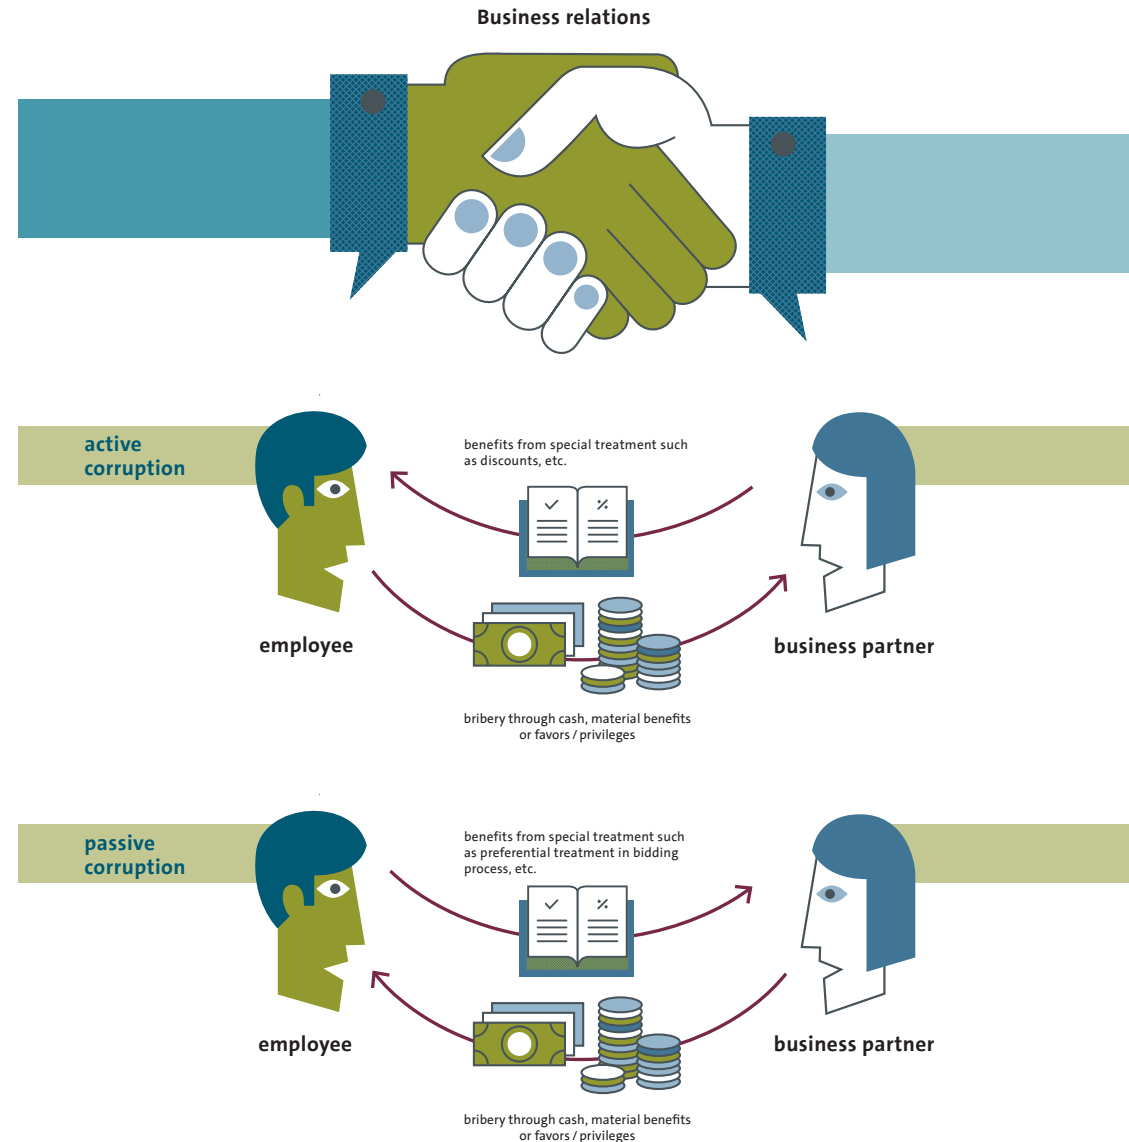 Business relations
active
corruption
benefits from special treatment such
as discounts, etc.
employee
business partner
bribery through cash, material benefits
or favors / privileges
passive
corruption
benefits from special treatment such
as preferential treatment in bidding
process, etc.
employee
business partner
bribery through cash, material benefits
or favors / privileges